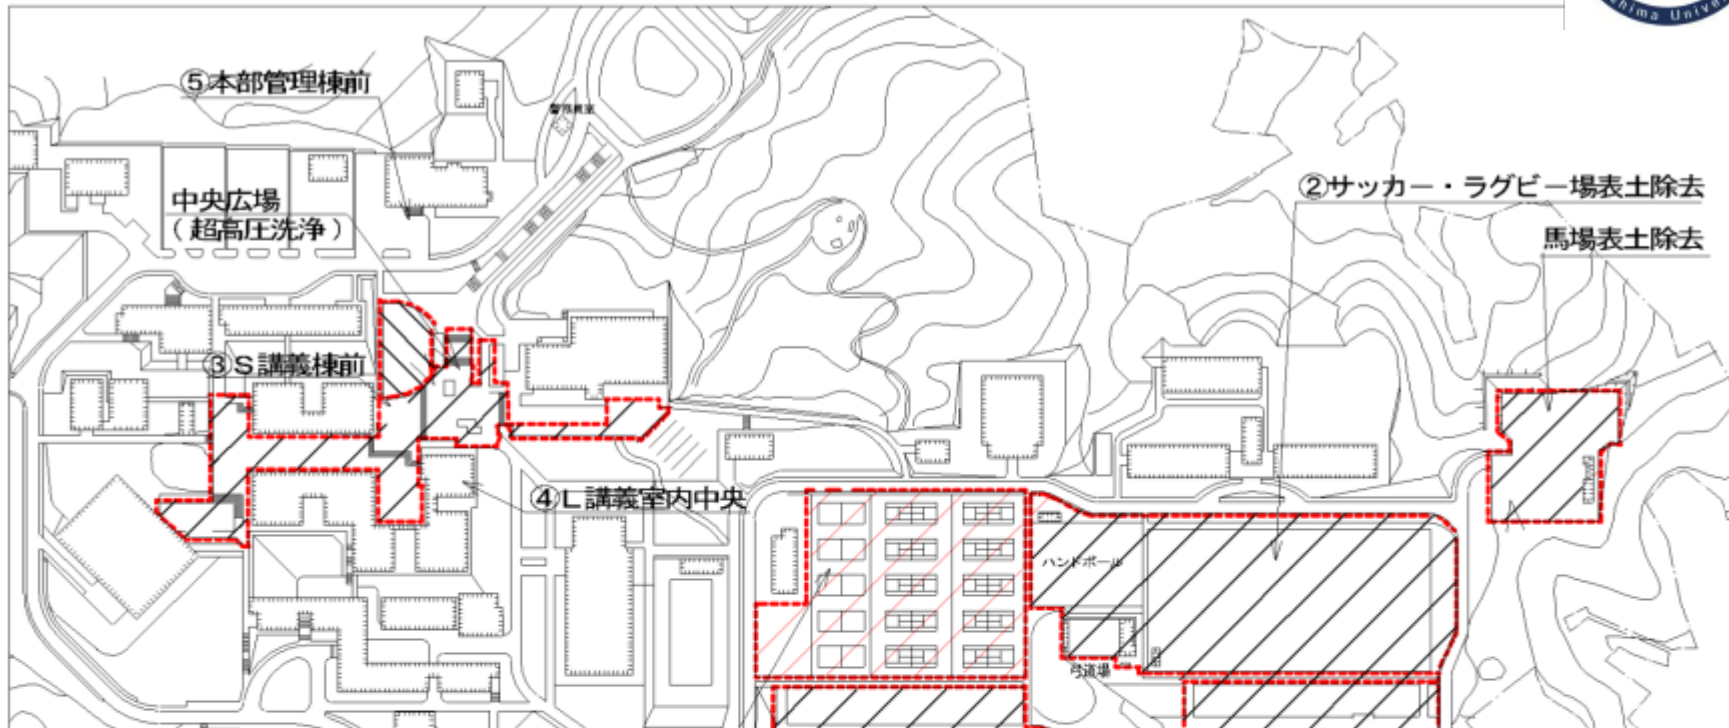 hima Unive
⑤本部管理棟前
中央広場
（超高圧洗浄）
②サッカー・ラグビー場表土除去
馬場表土除去
③Ｓ講義棟前
④Ｌ講義室内中央
ハンドボール
弓道場